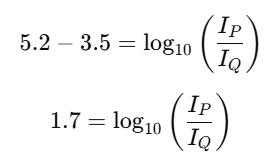 5.2 − 3.5 = log₁₀ (I_P / I_Q)
1.7 = log₁₀ (I_P / I_Q)